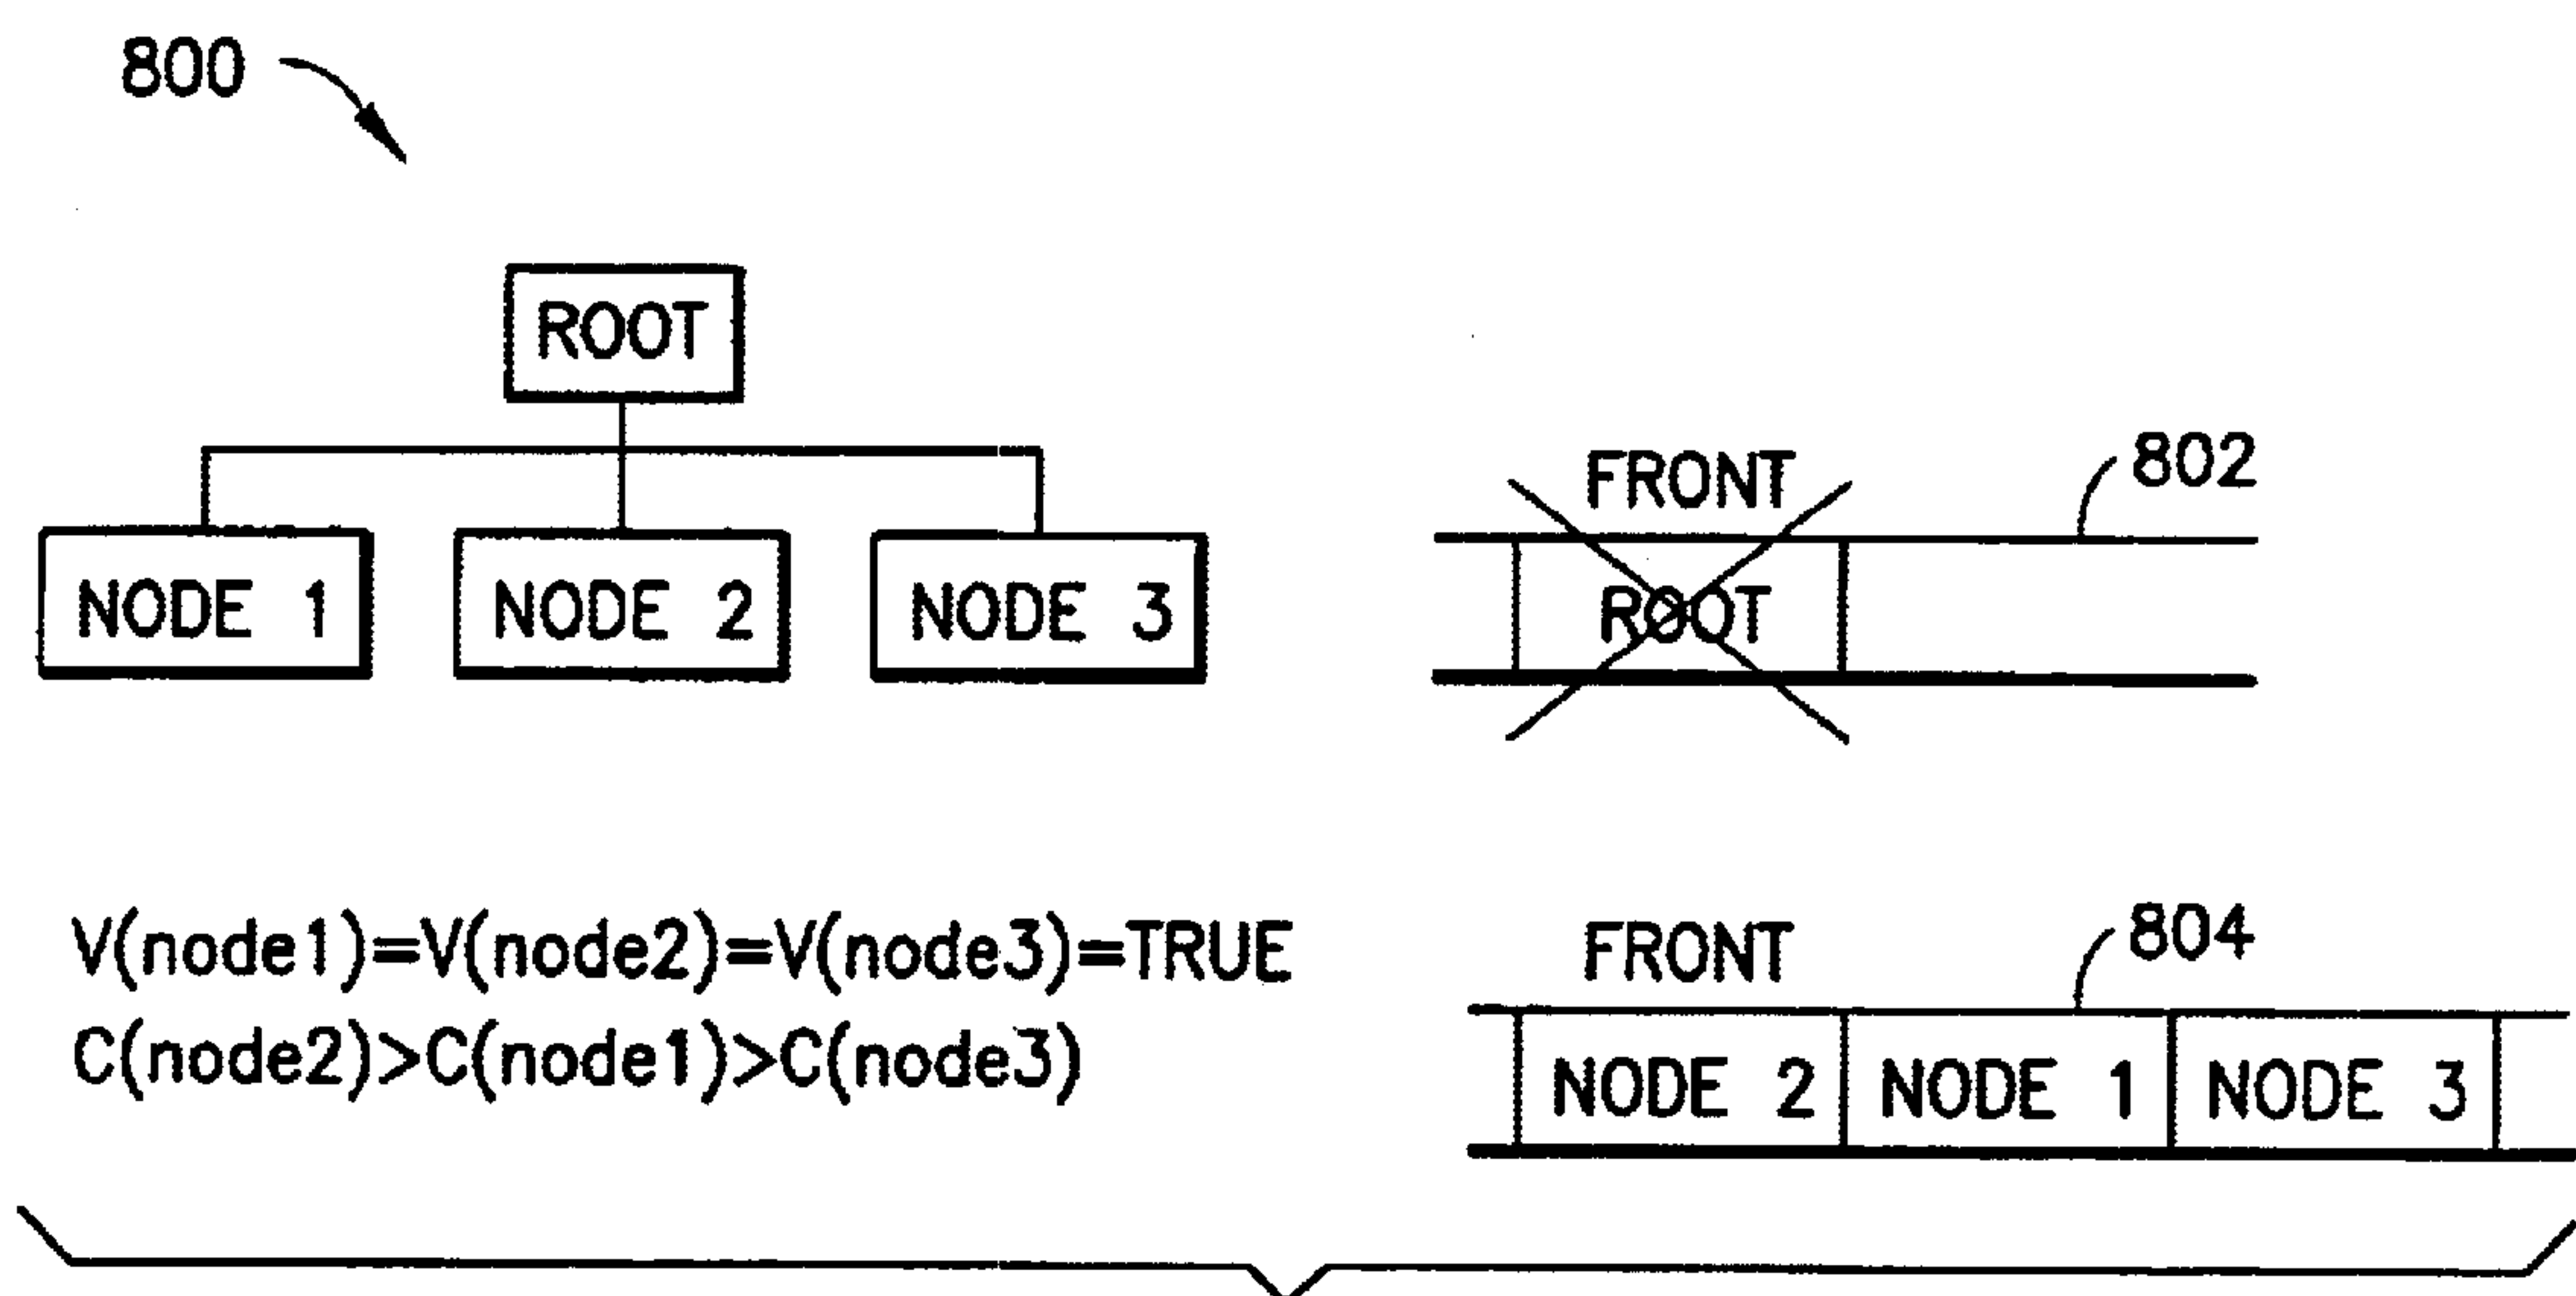 800
ROOT
NODE 1 NODE 2 NODE 3
FRONT
802
ROOT
V(node1)=V(node2)=V(node3)=TRUE
C(node2)>C(node1)>C(node3)
FRONT
804
NODE 2 NODE 1 NODE 3